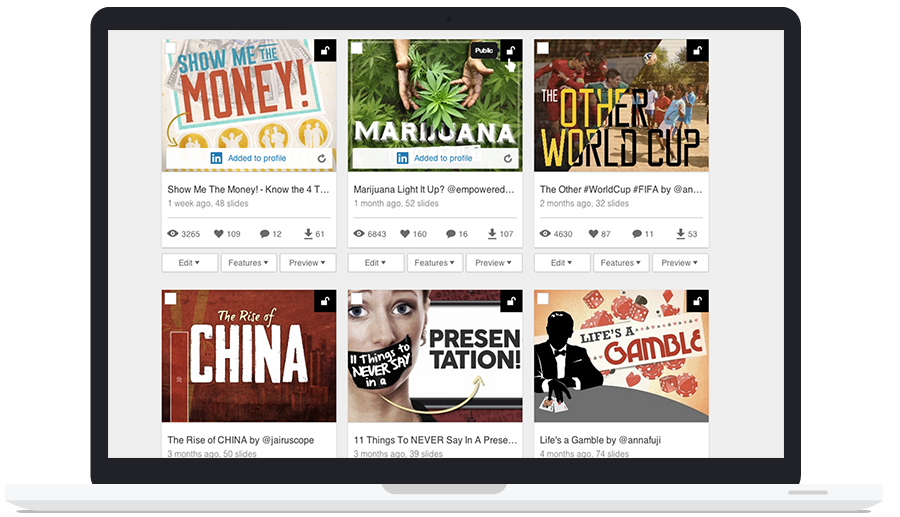 SHOW ME THE
MONEY!
in Added to profile
Show Me The Money! - Know the 4 T...
1 week ago, 48 slides
3265 109 12 61
Edit Features Preview
Public
MARIJUANA
in Added to profile
Marijuana Light It Up? @empowered...
1 month ago, 52 slides
6843 160 16 107
Edit Features Preview
THE OTHER
WORLD CUP
The Other #WorldCup #FIFA by @an...
2 months ago, 32 slides
4630 87 11 53
Edit Features Preview
The Rise of
CHINA
The Rise of CHINA by @jairuscope
3 months ago, 50 slides
11 Things to
NEVER SAY
in a
PRESEN
TATION!
11 Things To NEVER Say In A Prese...
3 months ago, 39 slides
LIFE'S A
GAMBLE
Life's a Gamble by @annafuji
4 months ago, 74 slides